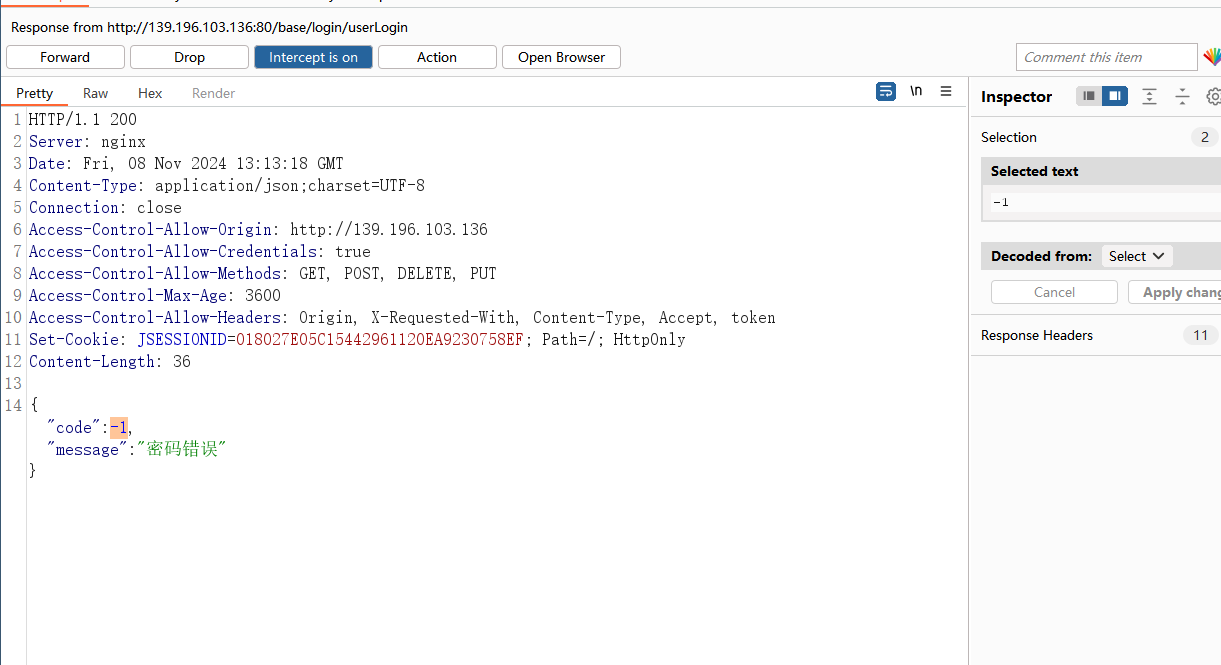 Response from http://139.196.103.136:80/base/login/userLogin
Forward Drop Intercept is on Action Open Browser Comment this item
Pretty Raw Hex Render \n
Inspector
1 HTTP/1.1 200
2 Server: nginx
3 Date: Fri, 08 Nov 2024 13:13:18 GMT
4 Content-Type: application/json;charset=UTF-8
5 Connection: close
6 Access-Control-Allow-Origin: http://139.196.103.136
7 Access-Control-Allow-Credentials: true
8 Access-Control-Allow-Methods: GET, POST, DELETE, PUT
9 Access-Control-Max-Age: 3600
10 Access-Control-Allow-Headers: Origin, X-Requested-With, Content-Type, Accept, token
11 Set-Cookie: JSESSIONID=018027E05C15442961120EA9230758EF; Path=/; HttpOnly
12 Content-Length: 36
13
14 {
"code":-1,
"message":"密码错误"
}
Selection 2
Selected text
-1
Decoded from: Select
Cancel Apply chang
Response Headers 11